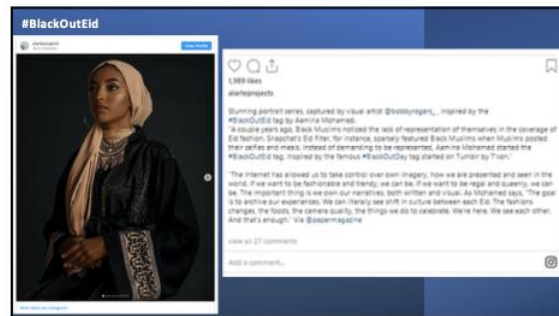 #BlackOutEid
alarteprojects
View Profile
1,989 likes
alarteprojects
Stunning portrait series, captured by visual artist @bobbyrogers_, inspired by the
#BlackOutEid tag by Aamina Mohamed.
"A couple years ago, Black Muslims noticed the lack of representation of themselves in the coverage of
Eid fashion. Snapchat's Eid filter, for instance, sparsely featured Black Muslims when Muslims posted
their selfies and meals. Instead of demanding to be represented, Aamina Mohamed started the
#BlackOutEid tag, inspired by the famous #BlackOutDay tag started on Tumblr by T'von."
"The internet has allowed us to take control over own imagery, how we are presented and seen in the
world. If we want to be fashionable and trendy, we can be. If we want to be regal and queenly, we can
be. The important thing is we own our narratives, both written and visual. As Mohamed says, "The goal
is to archive our experiences. We can literally see shift in culture between each Eid. The fashions
changes, the foods, the camera quality, the things we do to celebrate. We're here. We see each other.
And that's enough." Via @papermagazine
view all 27 comments
Add a comment...
View More on Instagram